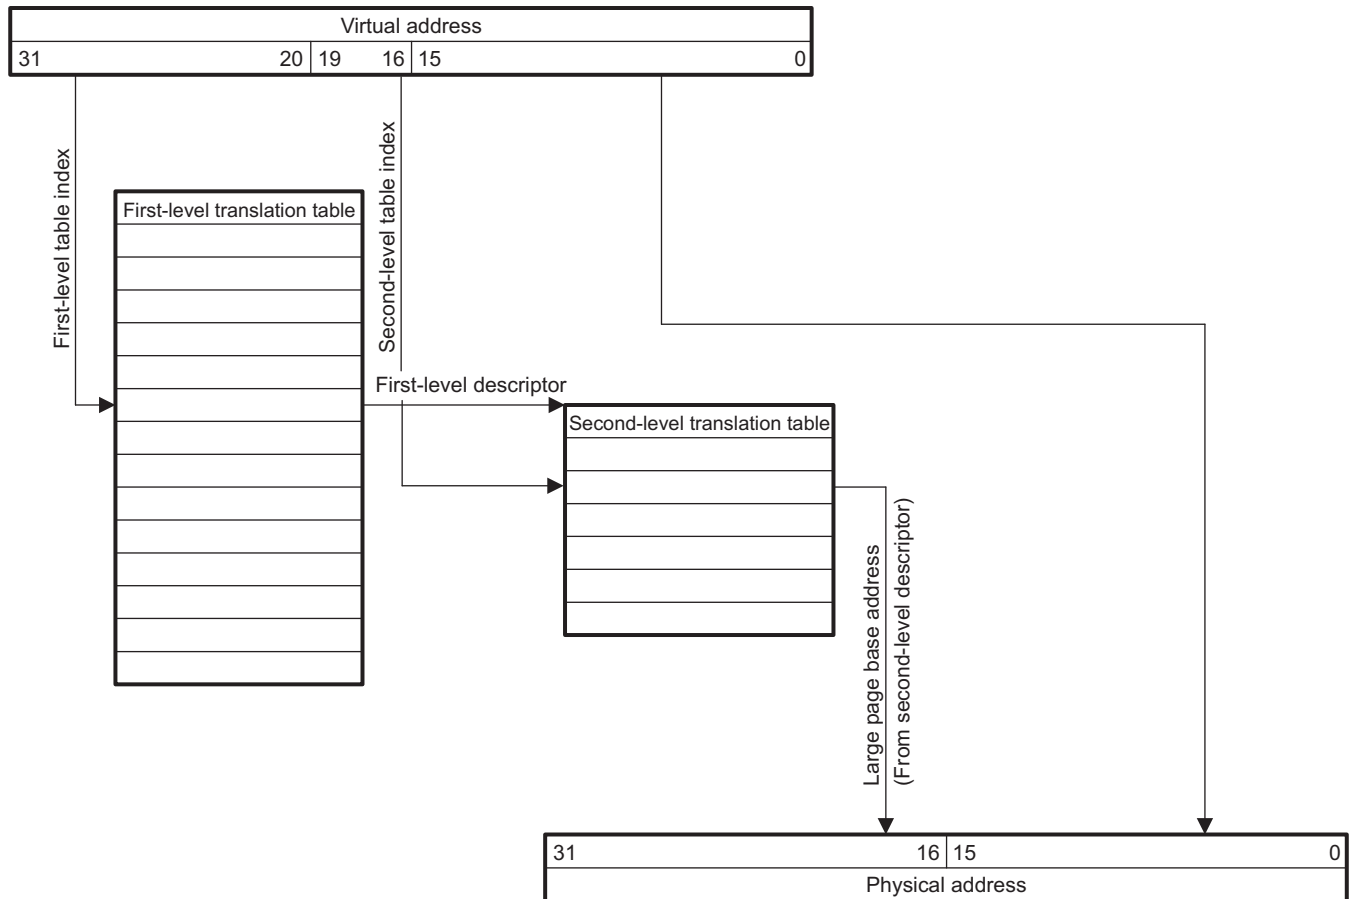 Virtual address
31 20 19 16 15 0
First-level table index
Second-level table index
First-level translation table
First-level descriptor
Second-level translation table
Large page base address
(From second-level descriptor)
31 16 15 0
Physical address